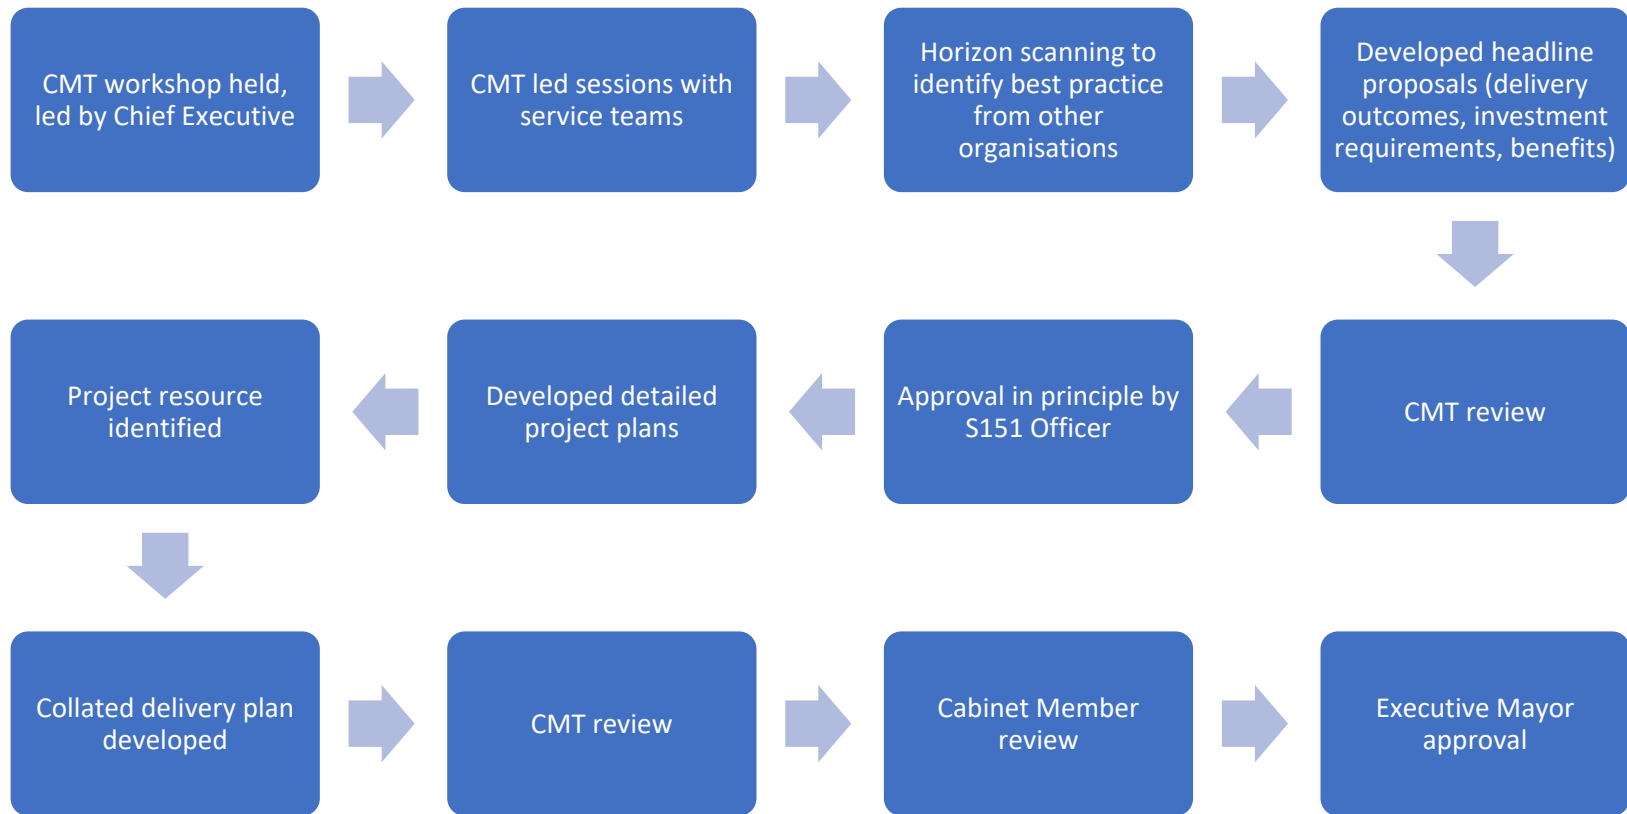 CMT workshop held,
led by Chief Executive
CMT led sessions with
service teams
Horizon scanning to
identify best practice
from other
organisations
Developed headline
proposals (delivery
outcomes, investment
requirements, benefits)
CMT review
Approval in principle by
S151 Officer
Developed detailed
project plans
Project resource
identified
Collated delivery plan
developed
CMT review
Cabinet Member
review
Executive Mayor
approval